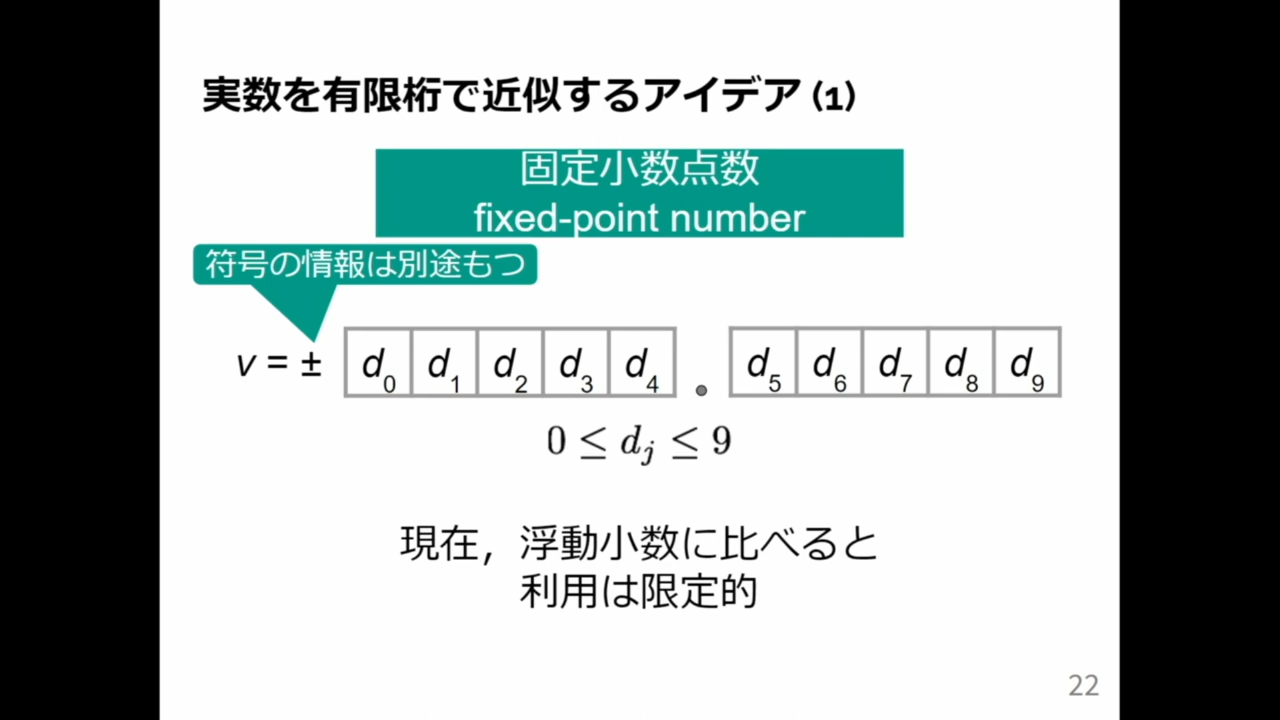 実数を有限桁で近似するアイデア (1)
固定小数点数
fixed-point number
符号の情報は別途もつ
v = ± d0 d1 d2 d3 d4 . d5 d6 d7 d8 d9
0 ≤ dj ≤ 9
現在，浮動小数に比べると
利用は限定的
22